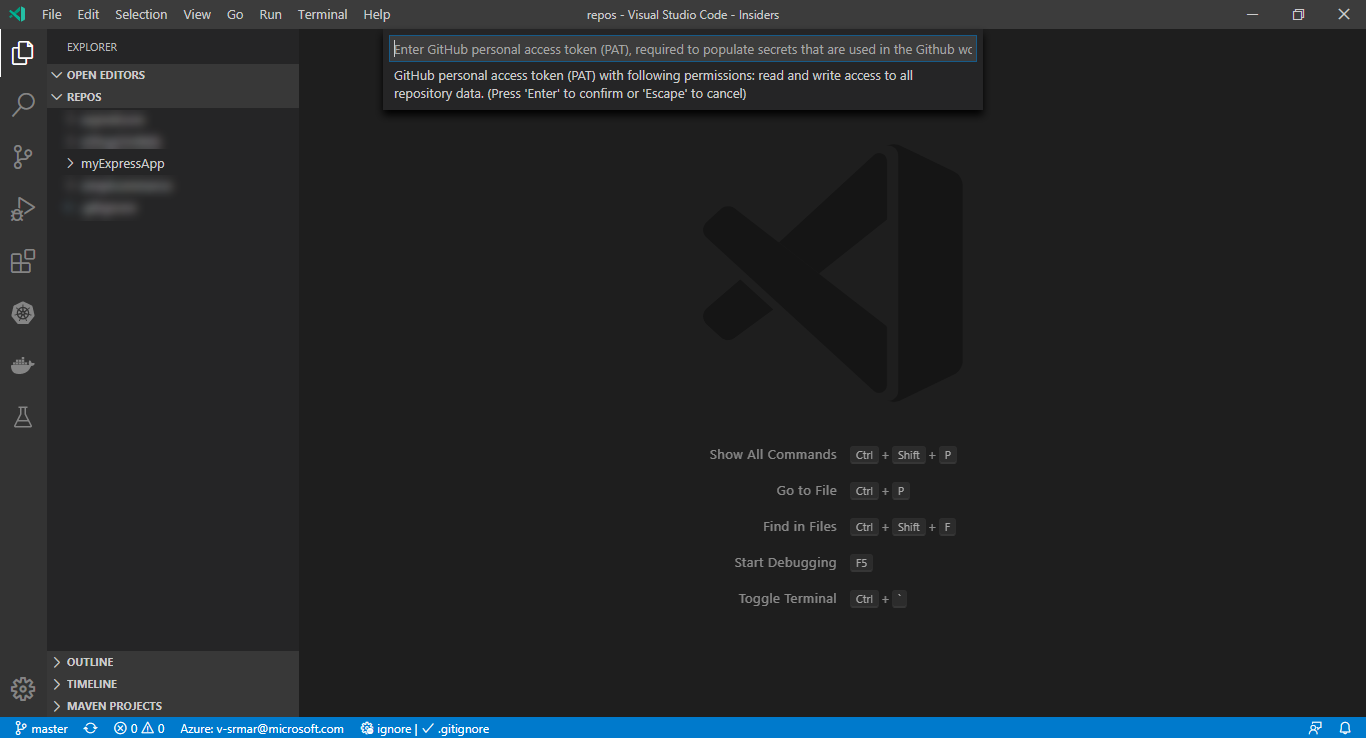 File Edit Selection View Go Run Terminal Help
repos - Visual Studio Code - Insiders
Enter GitHub personal access token (PAT), required to populate secrets that are used in the Github wo
GitHub personal access token (PAT) with following permissions: read and write access to all
repository data. (Press 'Enter' to confirm or 'Escape' to cancel)
EXPLORER
OPEN EDITORS
REPOS
myExpressApp
Show All Commands Ctrl + Shift + P
Go to File Ctrl + P
Find in Files Ctrl + Shift + F
Start Debugging F5
Toggle Terminal Ctrl + `
OUTLINE
TIMELINE
MAVEN PROJECTS
master 0 0 Azure: v-srmar@microsoft.com ignore | ✓ .gitignore